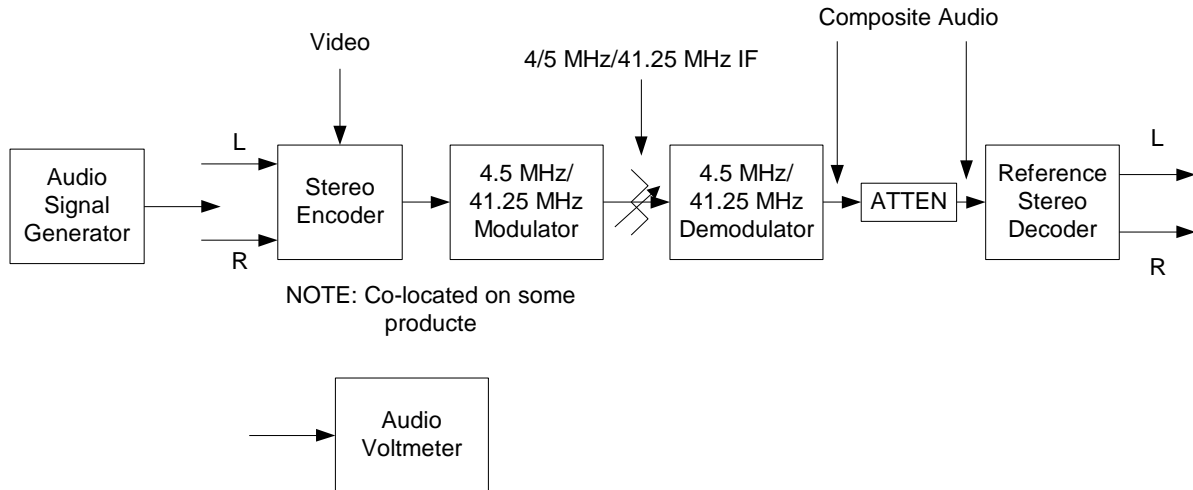 Composite Audio
Video
4/5 MHz/41.25 MHz IF
L
Audio
Signal
Generator
R
Stereo
Encoder
4.5 MHz/
41.25 MHz
Modulator
4.5 MHz/
41.25 MHz
Demodulator
ATTEN
Reference
Stereo
Decoder
L
R
NOTE: Co-located on some
producte
Audio
Voltmeter